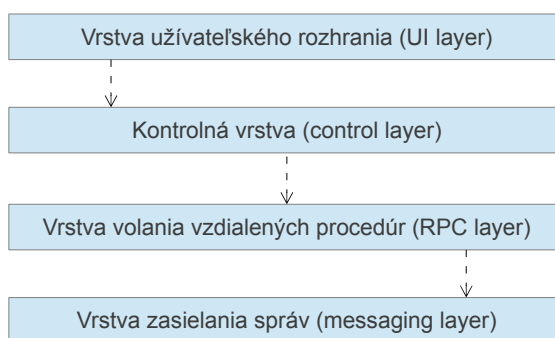 Vrstva užívateľského rozhrania (UI layer)
Kontrolná vrstva (control layer)
Vrstva volania vzdialených procedúr (RPC layer)
Vrstva zasielania správ (messaging layer)